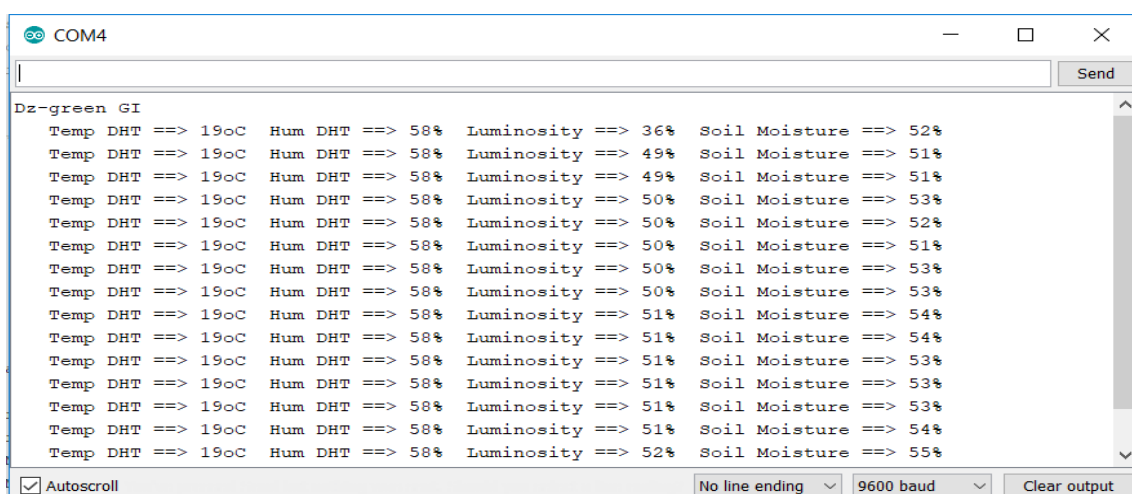 COM4
Send
Dz-green GI
Temp DHT ==> 19oC  Hum DHT ==> 58%  Luminosity ==> 36%  Soil Moisture ==> 52%
Temp DHT ==> 19oC  Hum DHT ==> 58%  Luminosity ==> 49%  Soil Moisture ==> 51%
Temp DHT ==> 19oC  Hum DHT ==> 58%  Luminosity ==> 49%  Soil Moisture ==> 51%
Temp DHT ==> 19oC  Hum DHT ==> 58%  Luminosity ==> 50%  Soil Moisture ==> 53%
Temp DHT ==> 19oC  Hum DHT ==> 58%  Luminosity ==> 50%  Soil Moisture ==> 52%
Temp DHT ==> 19oC  Hum DHT ==> 58%  Luminosity ==> 50%  Soil Moisture ==> 51%
Temp DHT ==> 19oC  Hum DHT ==> 58%  Luminosity ==> 50%  Soil Moisture ==> 53%
Temp DHT ==> 19oC  Hum DHT ==> 58%  Luminosity ==> 50%  Soil Moisture ==> 53%
Temp DHT ==> 19oC  Hum DHT ==> 58%  Luminosity ==> 51%  Soil Moisture ==> 54%
Temp DHT ==> 19oC  Hum DHT ==> 58%  Luminosity ==> 51%  Soil Moisture ==> 54%
Temp DHT ==> 19oC  Hum DHT ==> 58%  Luminosity ==> 51%  Soil Moisture ==> 53%
Temp DHT ==> 19oC  Hum DHT ==> 58%  Luminosity ==> 51%  Soil Moisture ==> 53%
Temp DHT ==> 19oC  Hum DHT ==> 58%  Luminosity ==> 51%  Soil Moisture ==> 53%
Temp DHT ==> 19oC  Hum DHT ==> 58%  Luminosity ==> 51%  Soil Moisture ==> 54%
Temp DHT ==> 19oC  Hum DHT ==> 58%  Luminosity ==> 52%  Soil Moisture ==> 55%
Autoscroll  No line ending  9600 baud  Clear output